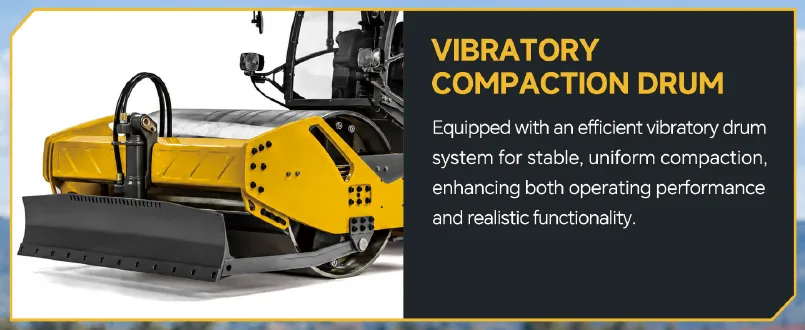 VIBRATORY
COMPACTION DRUM
Equipped with an efficient vibratory drum
system for stable, uniform compaction,
enhancing both operating performance
and realistic functionality.